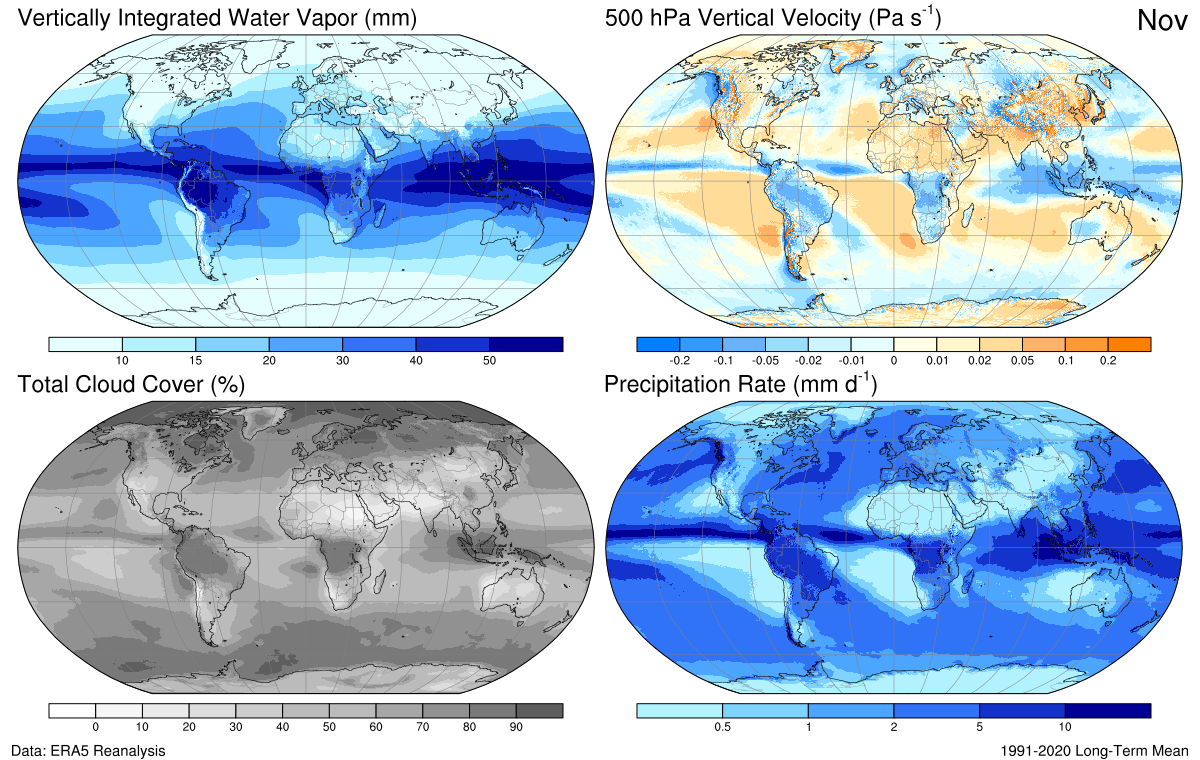 Vertically Integrated Water Vapor (mm)
500 hPa Vertical Velocity (Pa s-1)
Nov
10 15 20 30 40 50
-0.2 -0.1 -0.05 -0.02 -0.01 0 0.01 0.02 0.05 0.1 0.2
Total Cloud Cover (%)
Precipitation Rate (mm d-1)
0 10 20 30 40 50 60 70 80 90
0.5 1 2 5 10
Data: ERA5 Reanalysis
1991-2020 Long-Term Mean